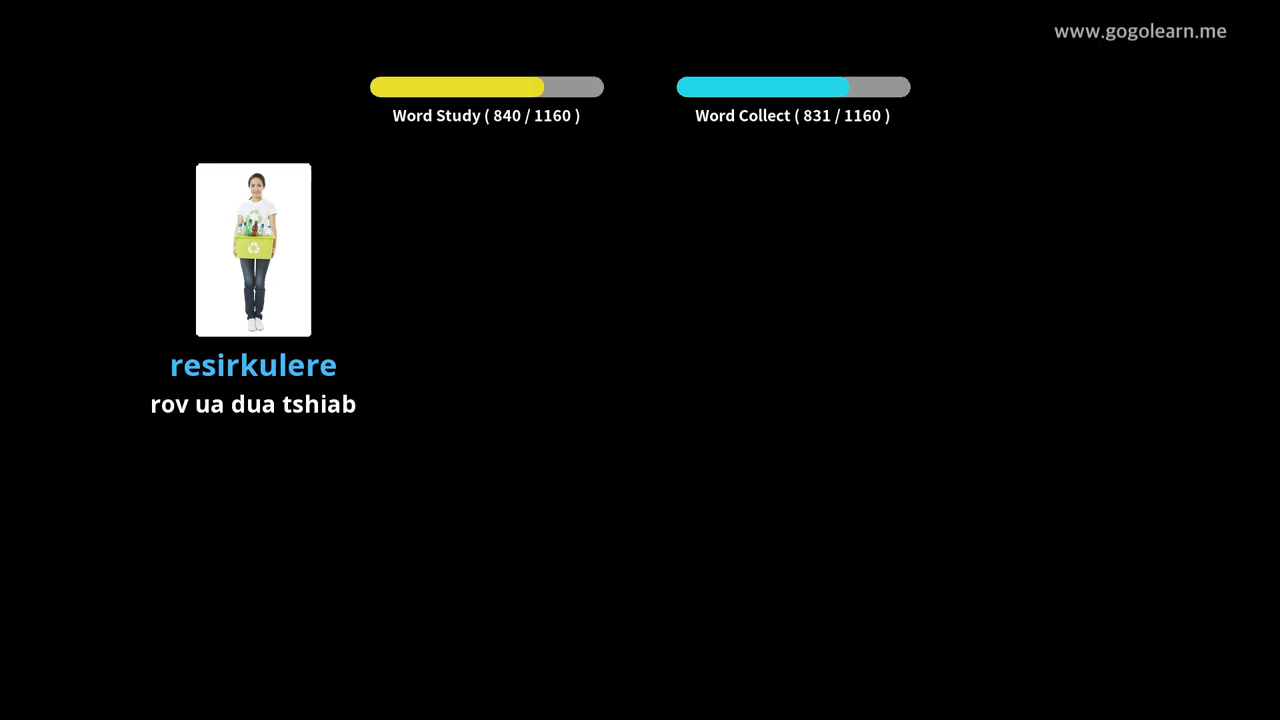 www.gogolearn.me
Word Study ( 840 / 1160 )
Word Collect ( 831 / 1160 )
resirkulere
rov ua dua tshiab